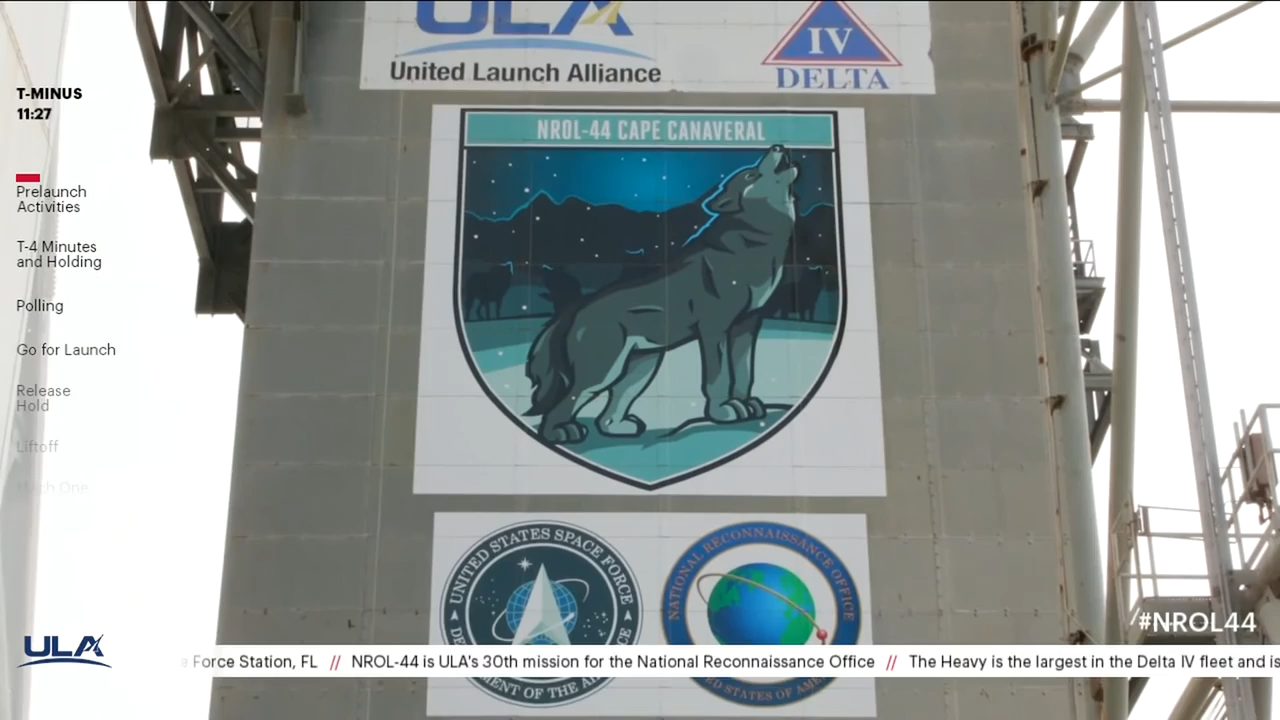 ULA
United Launch Alliance
IV
DELTA
T-MINUS
11:27
NROL-44 CAPE CANAVERAL
Prelaunch
Activities
T-4 Minutes
and Holding
Polling
Go for Launch
Release
Hold
Liftoff
Mach One
UNITED STATES SPACE FORCE
NATIONAL RECONNAISSANCE OFFICE
#NROL44
ULA
e Force Station, FL // NROL-44 is ULA's 30th mission for the National Reconnaissance Office // The Heavy is the largest in the Delta IV fleet and is
MENT OF THE AI
ED STATES OF AME